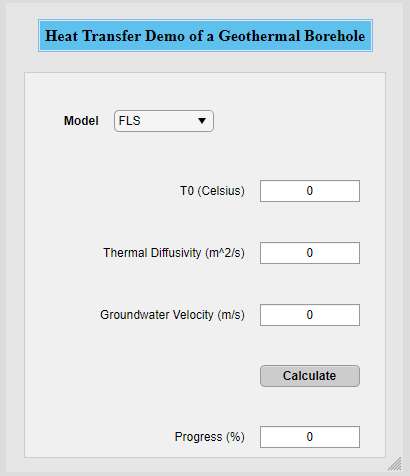 Heat Transfer Demo of a Geothermal Borehole
Model FLS
T0 (Celsius) 0
Thermal Diffusivity (m^2/s) 0
Groundwater Velocity (m/s) 0
Calculate
Progress (%) 0